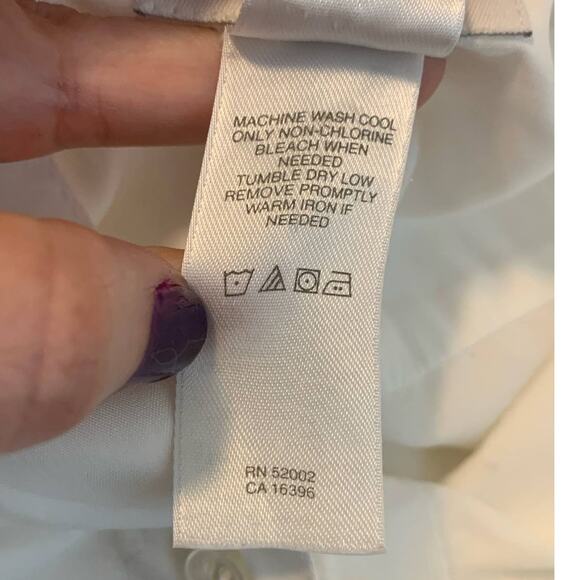 MACHINE WASH COOL
ONLY NON-CHLORINE
BLEACH WHEN
NEEDED
TUMBLE DRY LOW
REMOVE PROMPTLY
WARM IRON IF
NEEDED
RN 52002
CA 16396